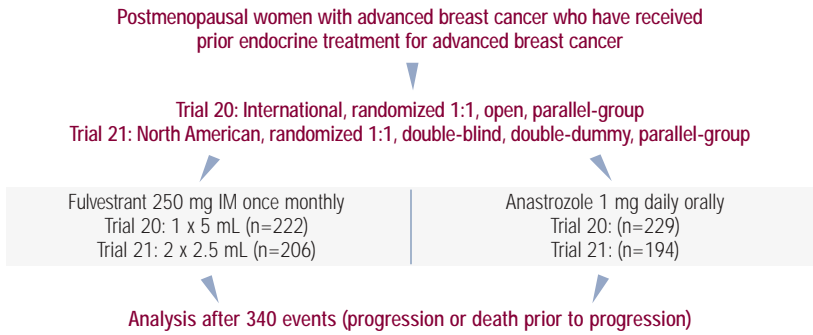 Postmenopausal women with advanced breast cancer who have received
prior endocrine treatment for advanced breast cancer
Trial 20: International, randomized 1:1, open, parallel-group
Trial 21: North American, randomized 1:1, double-blind, double-dummy, parallel-group
Fulvestrant 250 mg IM once monthly
Trial 20: 1 x 5 mL (n=222)
Trial 21: 2 x 2.5 mL (n=206)
Anastrozole 1 mg daily orally
Trial 20: (n=229)
Trial 21: (n=194)
Analysis after 340 events (progression or death prior to progression)